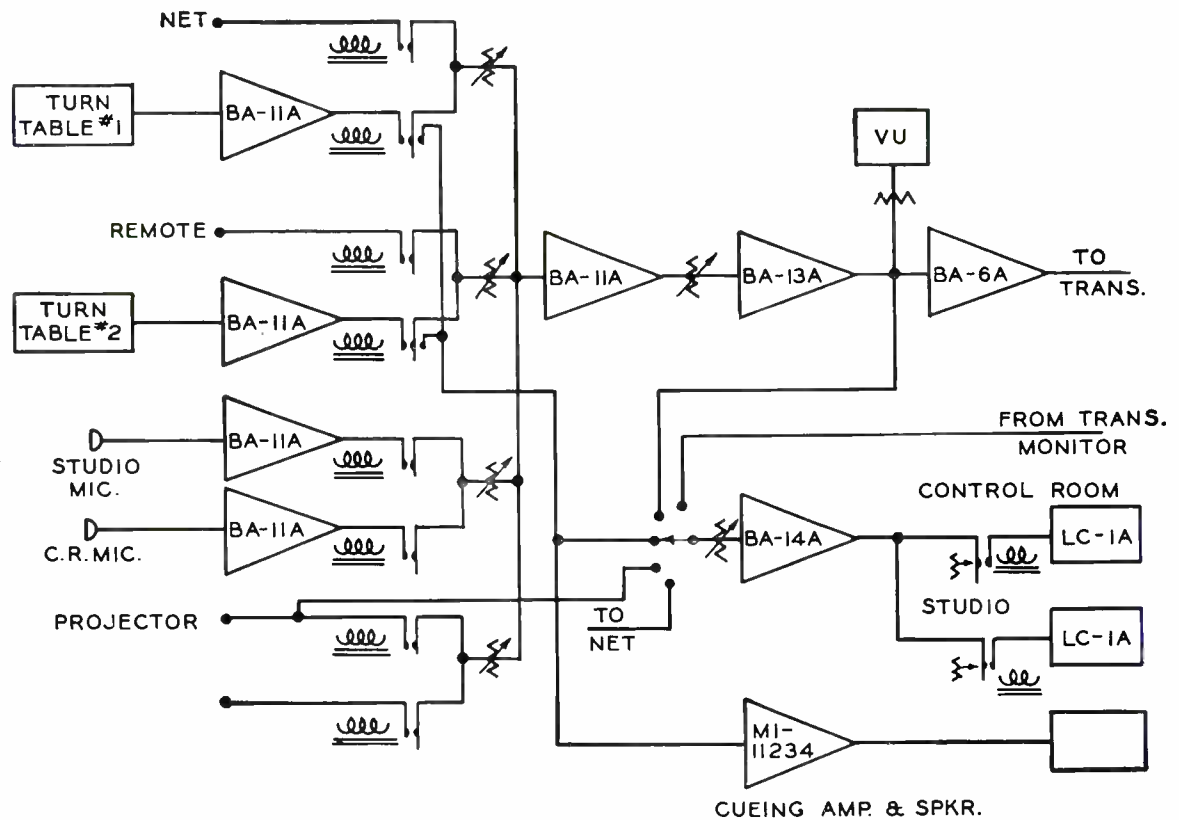 NET
TURN
TABLE #1
BA-11A
VU
REMOTE
BA-11A
BA-13A
BA-6A
TO
TRANS.
TURN
TABLE #2
BA-11A
FROM TRANS.
MONITOR
STUDIO
MIC.
BA-11A
C.R. MIC.
BA-11A
CONTROL ROOM
BA-14A
LC-1A
STUDIO
LC-1A
PROJECTOR
TO
NET
MI-
11234
CUEING AMP. & SPKR.